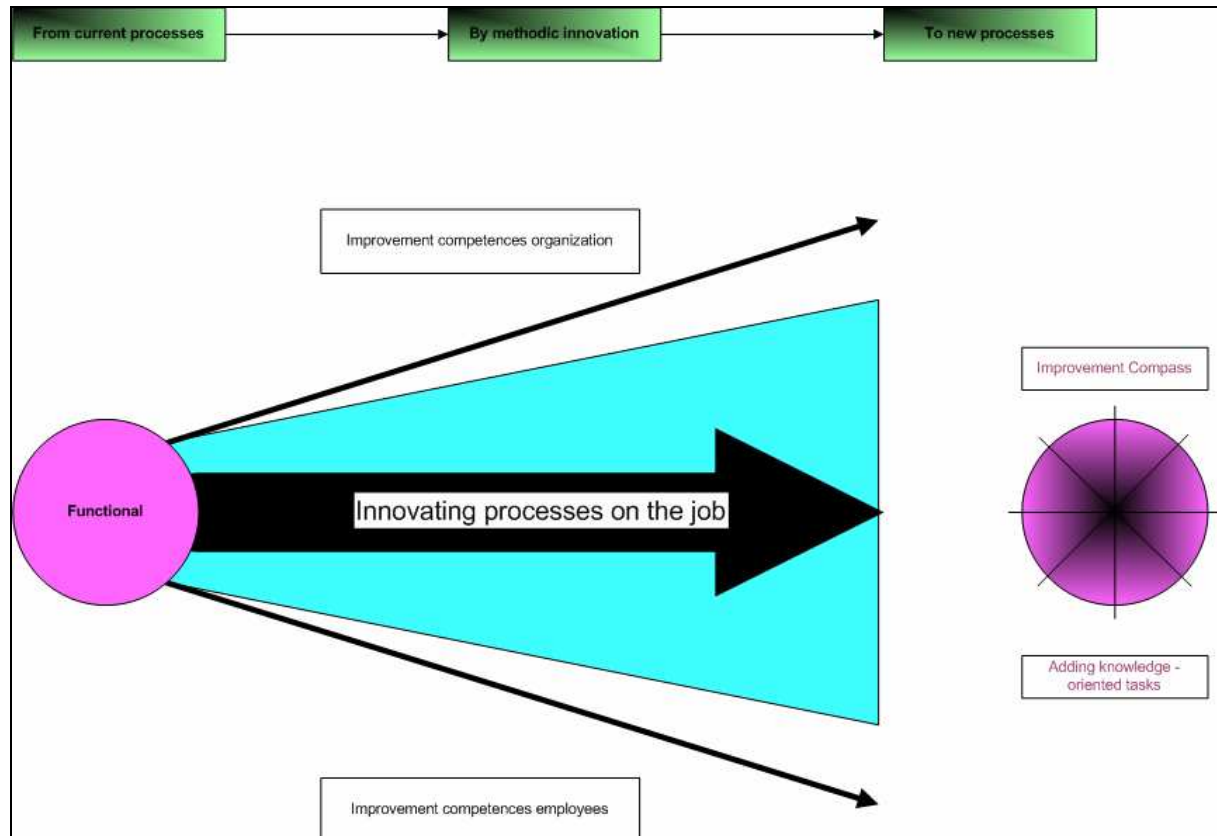 From current processes
By methodic innovation
To new processes
Improvement competences organization
Improvement Compass
Functional
Innovating processes on the job
Adding knowledge -
oriented tasks
Improvement competences employees